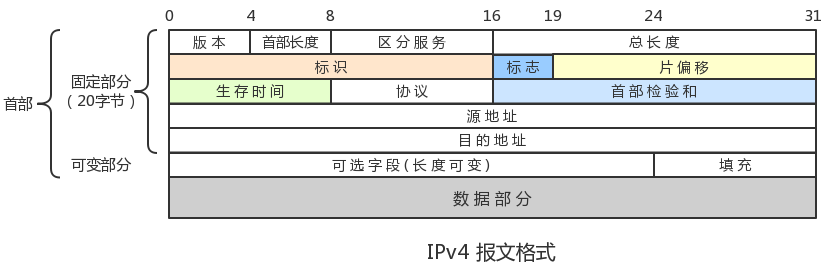 0 4 8 16 19 24 31
版本 首部长度 区分服务 总长度
标识 标志 片偏移
固定部分
(20字节)
生存时间 协议 首部检验和
首部
源地址
目的地址
可变部分 可选字段(长度可变) 填充
数据部分
IPv4 报文格式